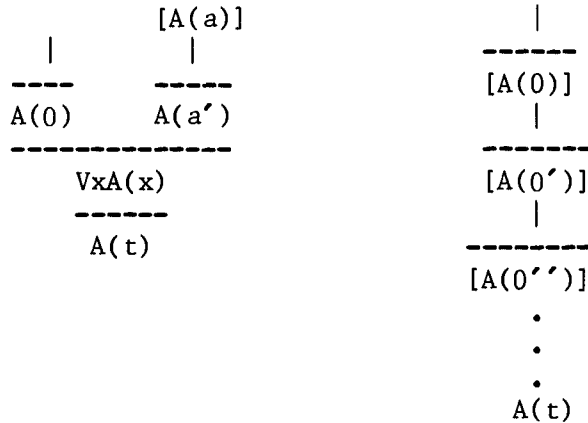 [A(a)]
A(0) A(a′)
VxA(x)
A(t)
[A(0)]
[A(0′)]
[A(0′′)]
A(t)